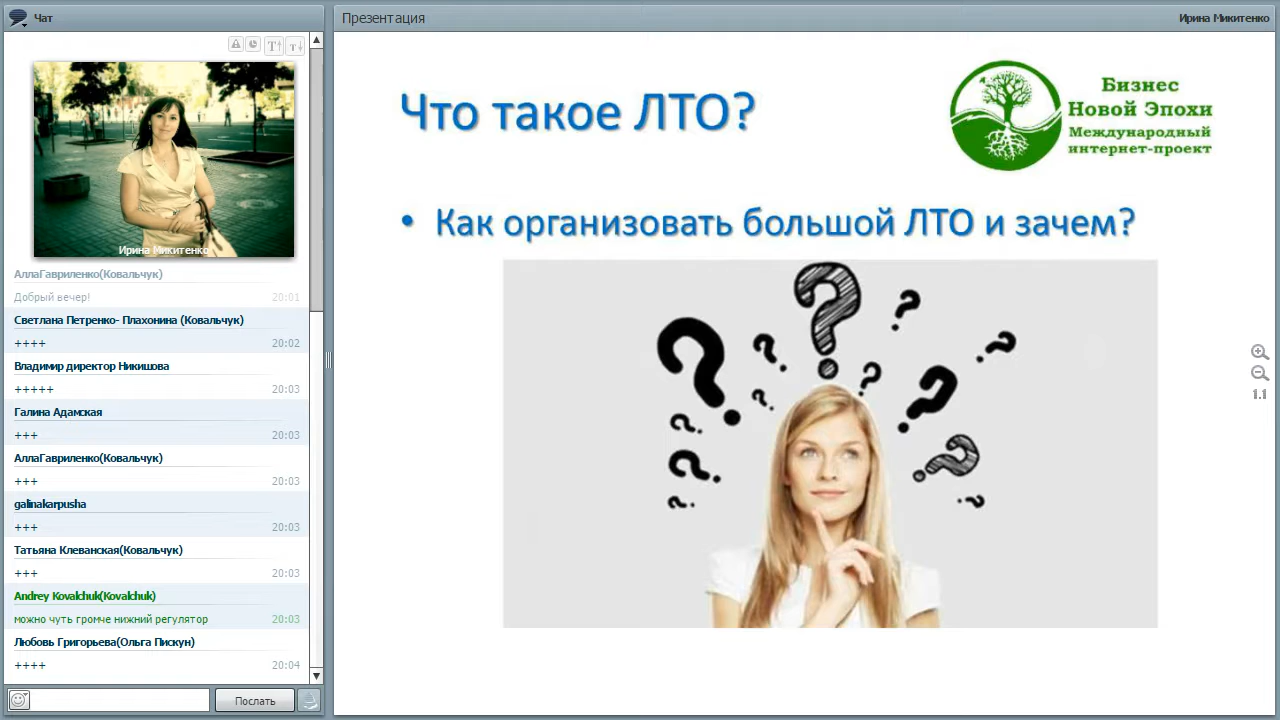 Чат
Ирина Микитенко
АллаГавриленко(Ковальчук)
Добрый вечер! 20:01
Светлана Петренко- Плахонина (Ковальчук)
++++ 20:02
Владимир директор Никишова
+++++ 20:03
Галина Адамская
+++ 20:03
АллаГавриленко(Ковальчук)
+++ 20:03
galinakarpusha
+++ 20:03
Татьяна Клеванская(Ковальчук)
+++ 20:03
Andrey Kovalchuk(Kovalchuk)
можно чуть громче нижний регулятор 20:03
Любовь Григорьева(Ольга Пискун)
++++ 20:04
Послать
Презентация
Ирина Микитенко
Что такое ЛТО?
Бизнес
Новой Эпохи
Международный
интернет-проект
• Как организовать большой ЛТО и зачем?
1.1